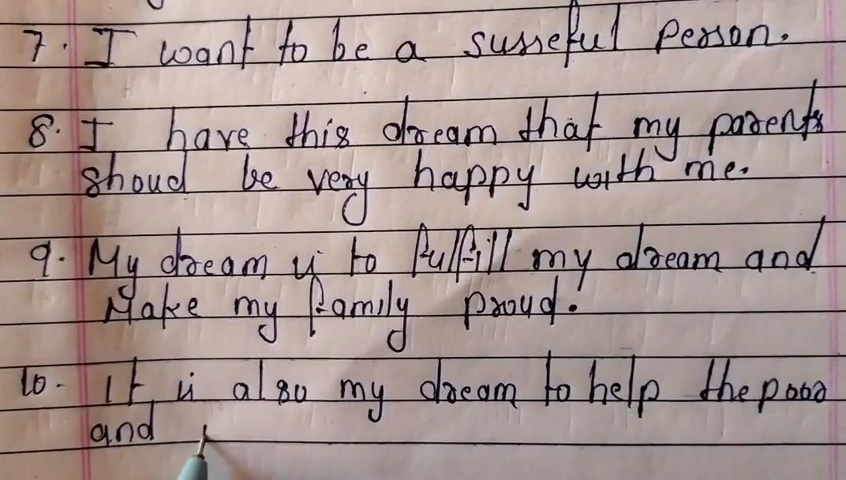 7. I want to be a susseful person.
8. I have this dream that my parents
shoud be very happy with me.
9. My dream is to fulfill my dream and
Make my family proud.
10. It is also my dream to help the poor
and